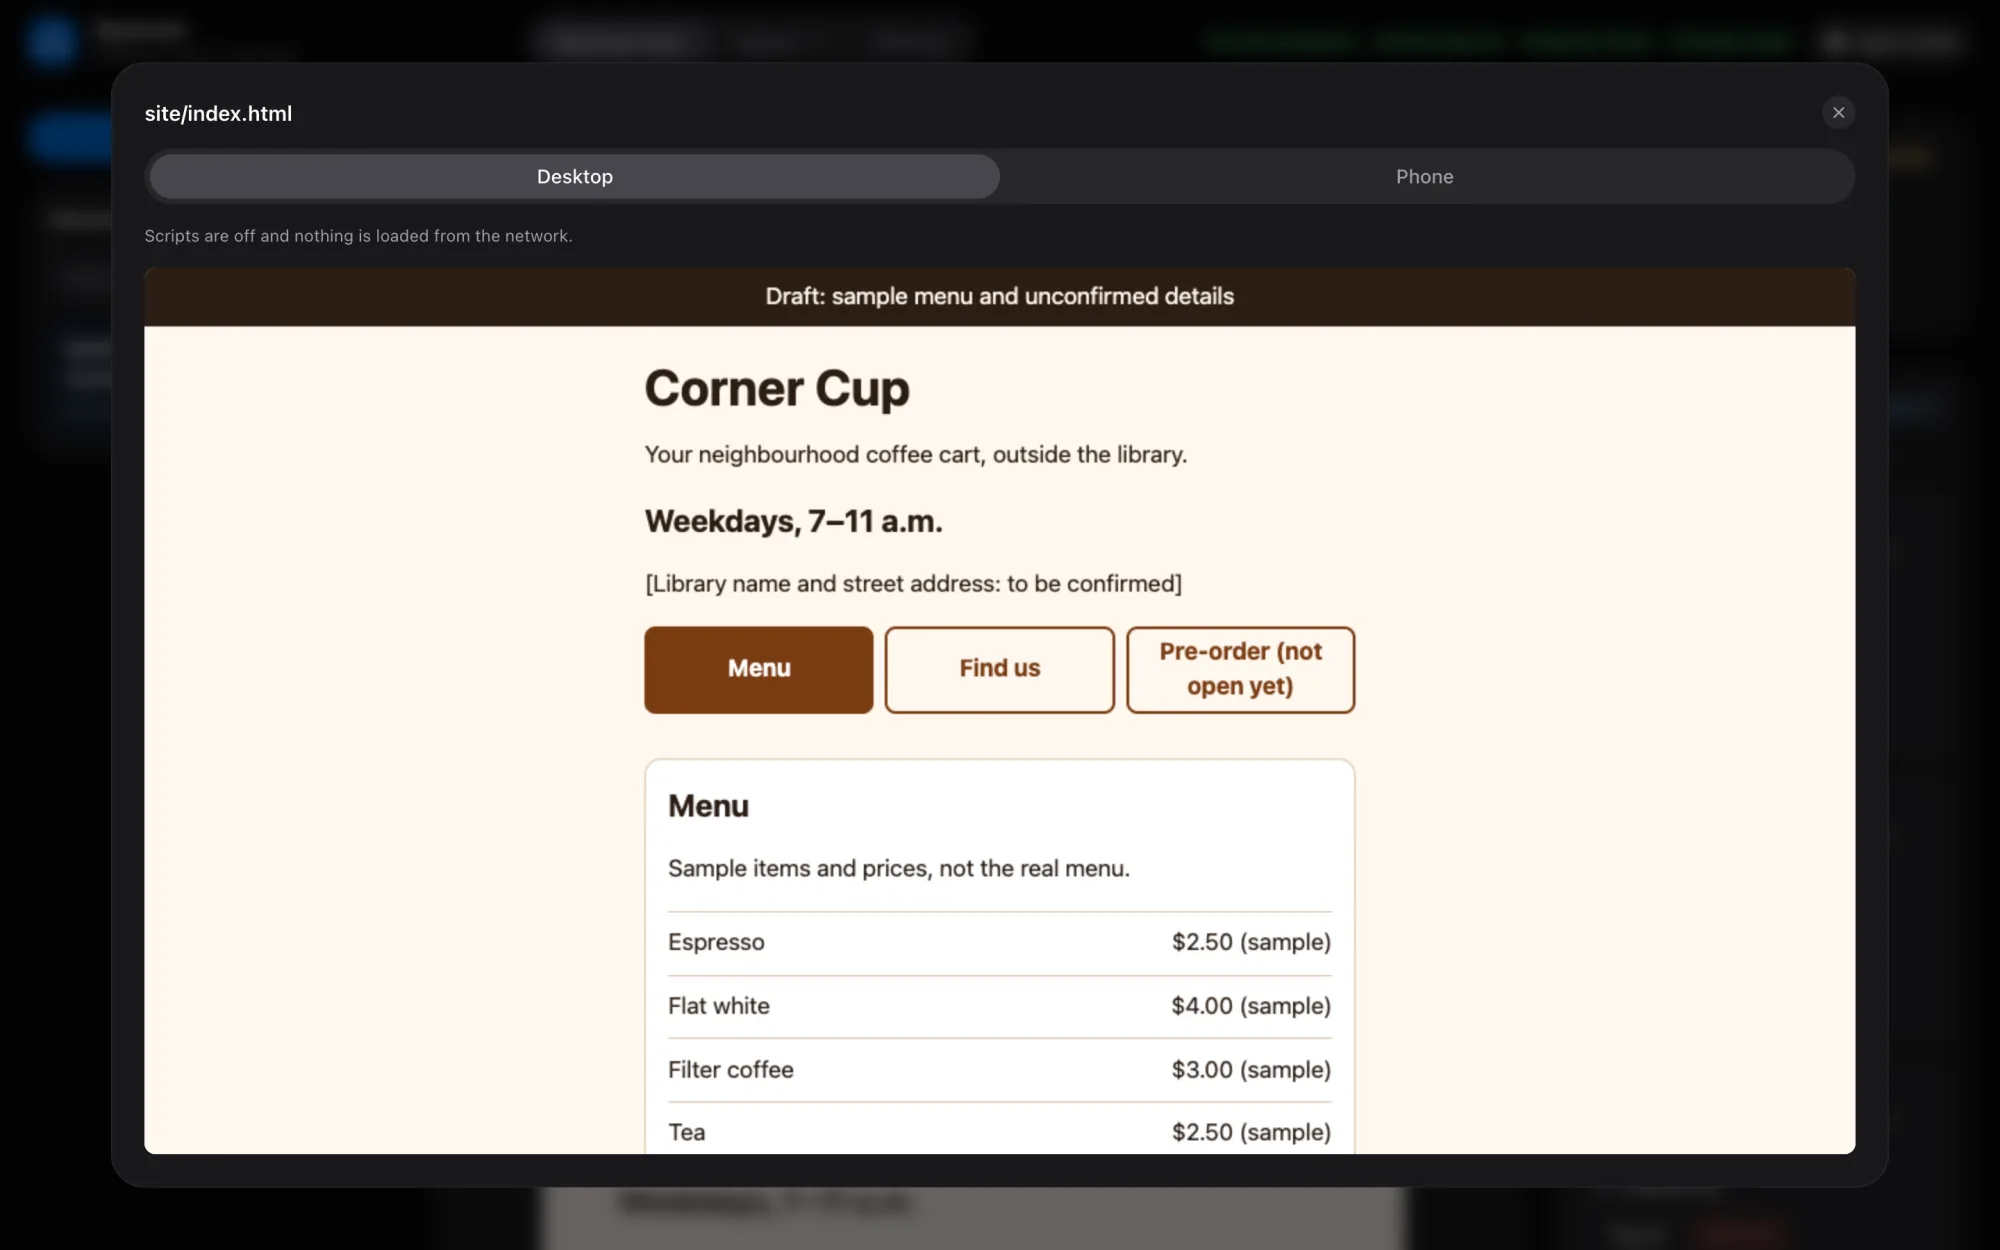 site/index.html
Desktop
Phone
Scripts are off and nothing is loaded from the network.
Draft: sample menu and unconfirmed details
Corner Cup
Your neighbourhood coffee cart, outside the library.
Weekdays, 7–11 a.m.
[Library name and street address: to be confirmed]
Menu
Find us
Pre-order (not
open yet)
Menu
Sample items and prices, not the real menu.
Espresso $2.50 (sample)
Flat white $4.00 (sample)
Filter coffee $3.00 (sample)
Tea $2.50 (sample)